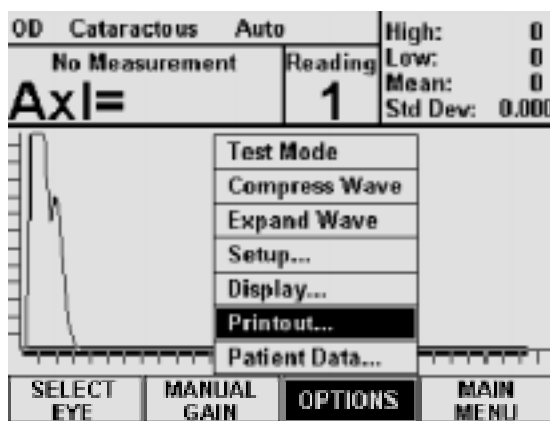 OD Cataractous Auto
No Measurement
Axl=
Reading
1
High: 0
Low: 0
Mean: 0
Std Dev: 0.000
Test Mode
Compress Wave
Expand Wave
Setup...
Display...
Printout...
Patient Data...
SELECT
EYE
MANUAL
GAIN
OPTIONS
MAIN
MENU